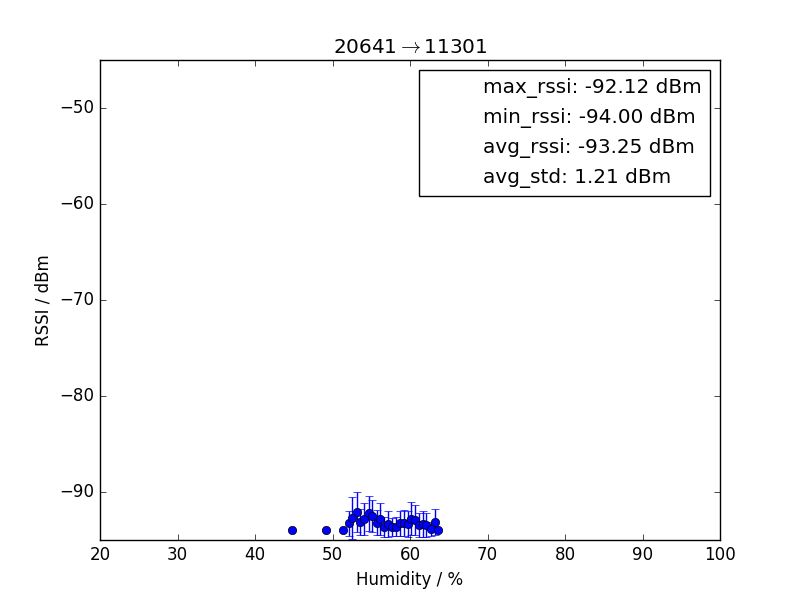 20641→11301
max_rssi: -92.12 dBm
min_rssi: -94.00 dBm
avg_rssi: -93.25 dBm
avg_std: 1.21 dBm
RSSI / dBm
−50
−60
−70
−80
−90
20 30 40 50 60 70 80 90 100
Humidity / %